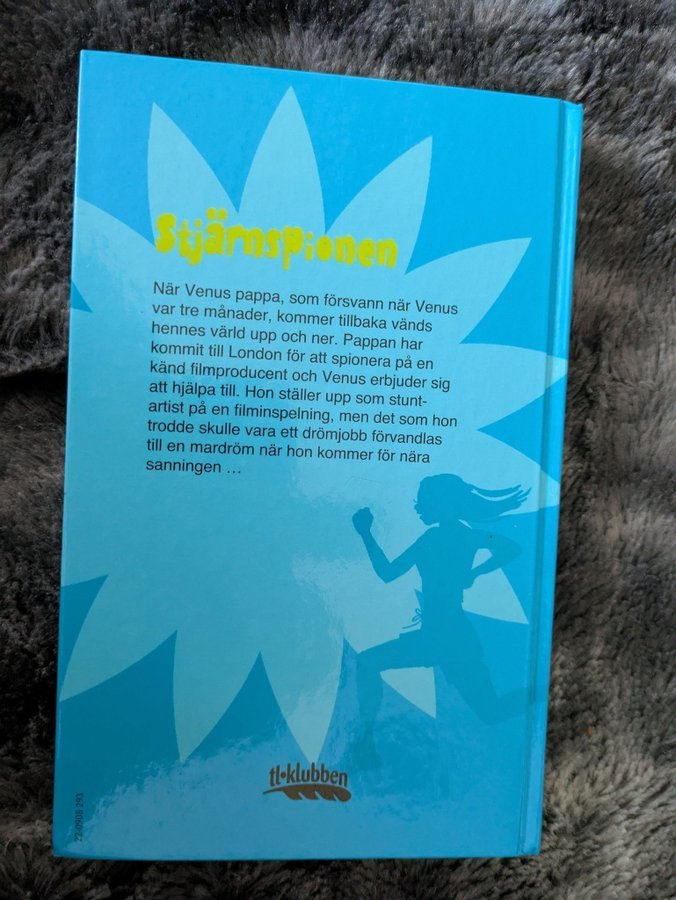 Stjärnspionen
När Venus pappa, som försvann när Venus
var tre månader, kommer tillbaka vänds
hennes värld upp och ner. Pappan har
kommit till London för att spionera på en
känd filmproducent och Venus erbjuder sig
att hjälpa till. Hon ställer upp som stunt-
artist på en filminspelning, men det som hon
trodde skulle vara ett drömjobb förvandlas
till en mardröm när hon kommer för nära
sanningen ...
tl•klubben
22-0908 293